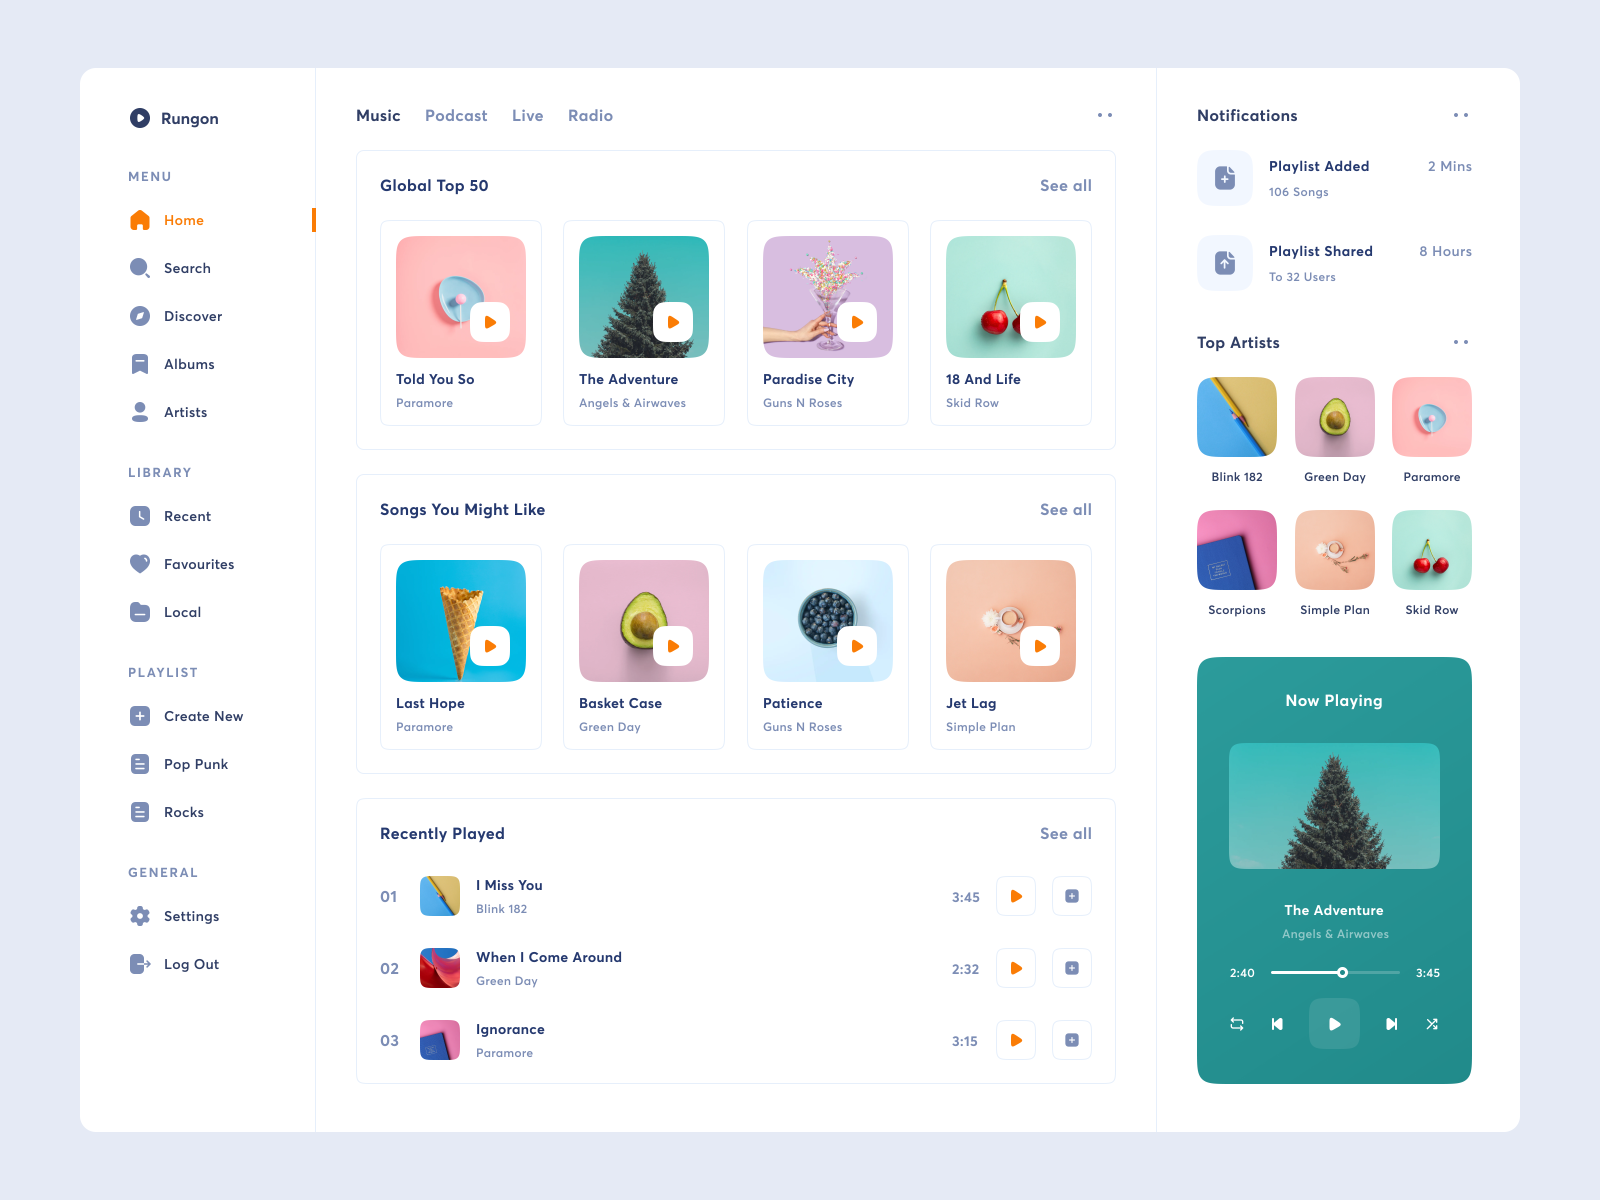 Rungon
MENU
Home
Search
Discover
Albums
Artists
LIBRARY
Recent
Favourites
Local
PLAYLIST
Create New
Pop Punk
Rocks
GENERAL
Settings
Log Out
Music Podcast Live Radio
Global Top 50 See all
Told You So
Paramore
The Adventure
Angels & Airwaves
Paradise City
Guns N Roses
18 And Life
Skid Row
Songs You Might Like See all
Last Hope
Paramore
Basket Case
Green Day
Patience
Guns N Roses
Jet Lag
Simple Plan
Recently Played See all
01 I Miss You 3:45
Blink 182
02 When I Come Around 2:32
Green Day
03 Ignorance 3:15
Paramore
Notifications
Playlist Added 2 Mins
106 Songs
Playlist Shared 8 Hours
To 32 Users
Top Artists
Blink 182 Green Day Paramore
Scorpions Simple Plan Skid Row
Now Playing
The Adventure
Angels & Airwaves
2:40 3:45